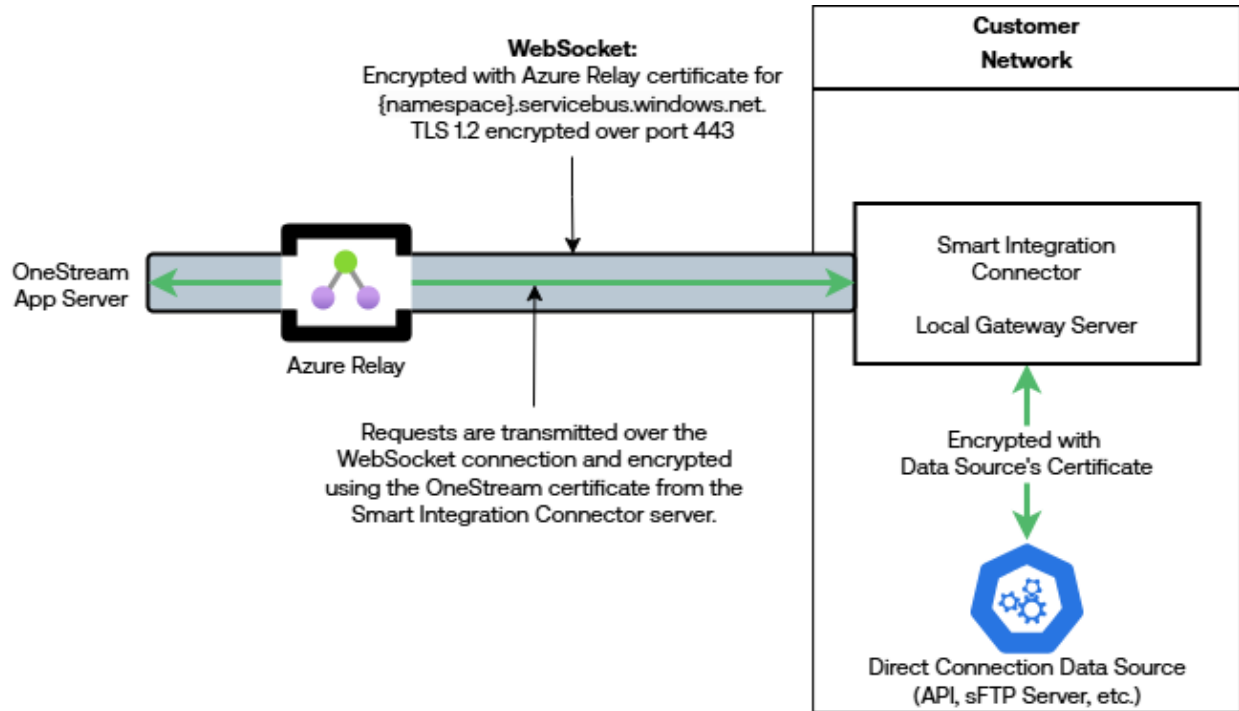 Customer
Network
WebSocket:
Encrypted with Azure Relay certificate for
{namespace}.servicebus.windows.net.
TLS 1.2 encrypted over port 443
OneStream
App Server
Azure Relay
Smart Integration
Connector
Local Gateway Server
Requests are transmitted over the
WebSocket connection and encrypted
using the OneStream certificate from the
Smart Integration Connector server.
Encrypted with
Data Source's Certificate
Direct Connection Data Source
(API, sFTP Server, etc.)